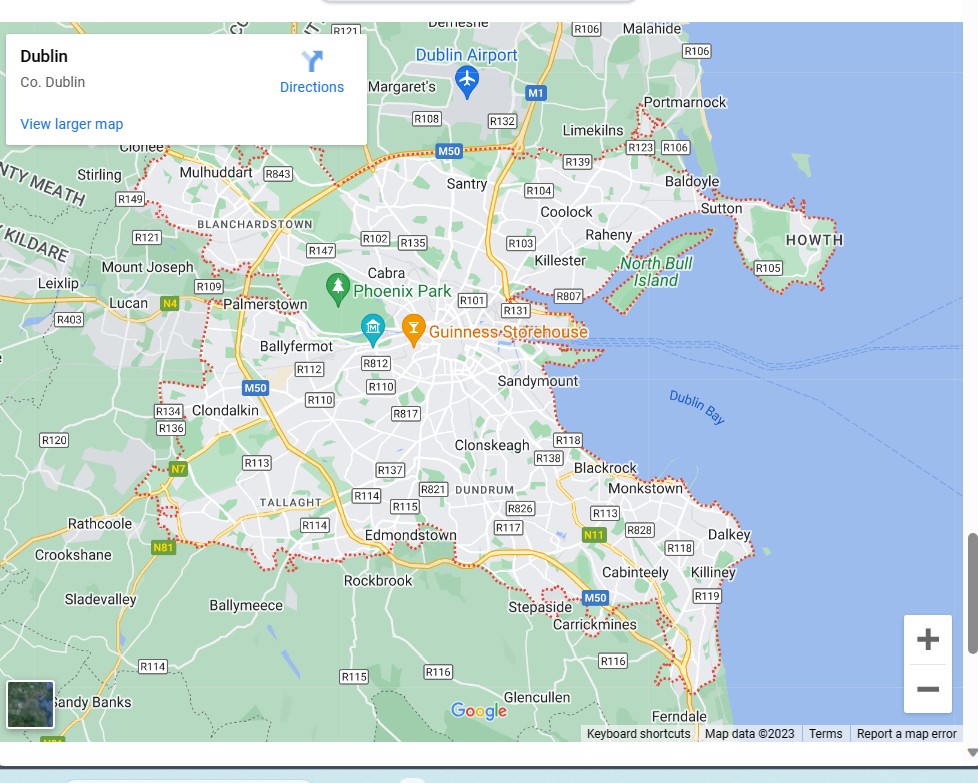 Dublin
Co. Dublin
Directions
View larger map
R121
Demesne
R106
Malahide
R106
Dublin Airport
Margaret's
M1
Portmarnock
R108
R132
Limekilns
Clonee
M50
R123
R106
R139
Stirling
Mulhuddart
R843
Santry
R104
Baldoyle
NTY MEATH
R149
Sutton
BLANCHARDSTOWN
Coolock
KILDARE
R121
R102
R135
R103
Raheny
HOWTH
R147
Killester
North Bull
Island
R105
Mount Joseph
Cabra
Leixlip
R109
Phoenix Park
R807
Lucan
N4
Palmerstown
R101
R131
R403
Guinness Storehouse
Ballyfermot
R812
R112
R110
Sandymount
M50
R110
Dublin Bay
R134
Clondalkin
R817
R136
R120
Clonskeagh
R118
R138
N7
R113
R137
Blackrock
R821
DUNDRUM
Monkstown
TALLAGHT
R114
R115
R826
R113
Rathcoole
R114
R117
R828
Edmondstown
N11
Dalkey
N81
R118
Crookshane
Rockbrook
Cabinteely
Killiney
Sladevalley
Ballymeece
M50
R119
Stepaside
Carrickmines
R114
R115
R116
R116
Sandy Banks
Glencullen
Google
Ferndale
Keyboard shortcuts
Map data ©2023
Terms
Report a map error